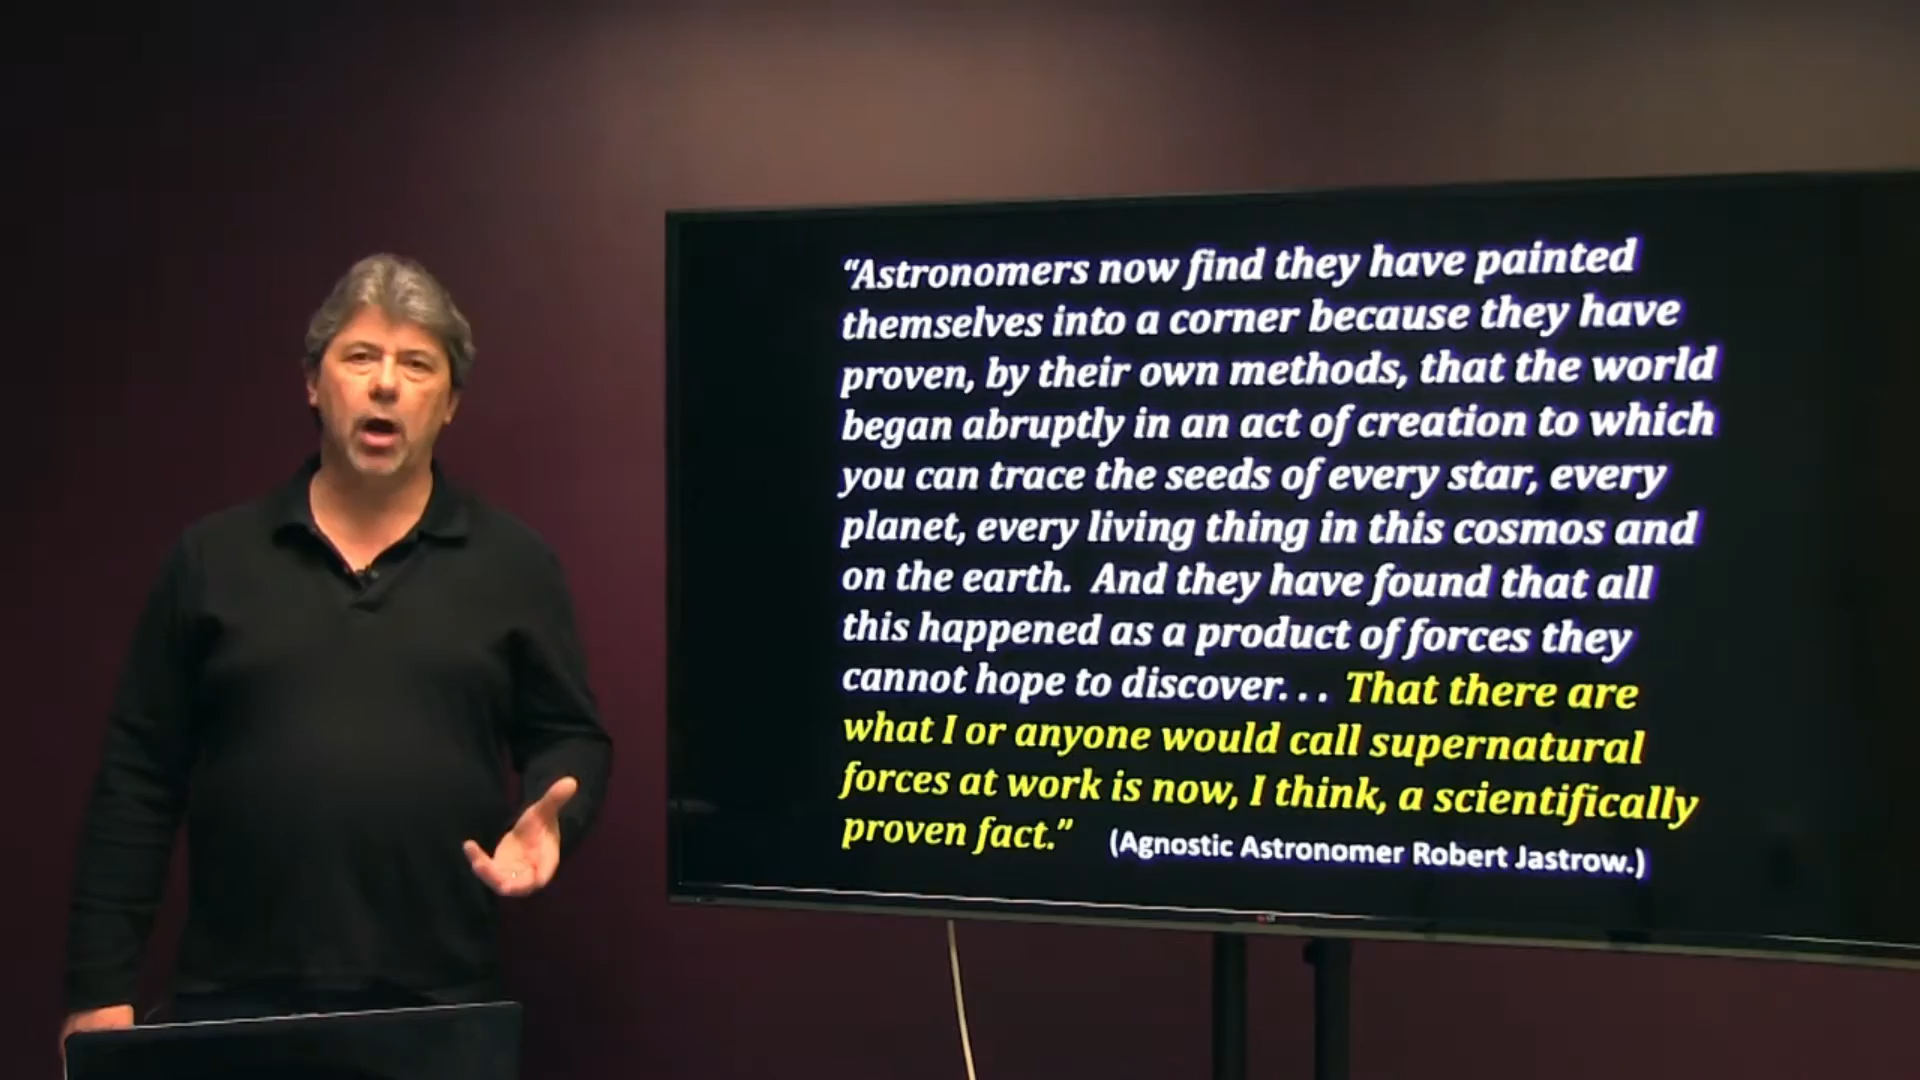 “Astronomers now find they have painted
themselves into a corner because they have
proven, by their own methods, that the world
began abruptly in an act of creation to which
you can trace the seeds of every star, every
planet, every living thing in this cosmos and
on the earth.  And they have found that all
this happened as a product of forces they
cannot hope to discover. . . That there are
what I or anyone would call supernatural
forces at work is now, I think, a scientifically
proven fact.” (Agnostic Astronomer Robert Jastrow.)